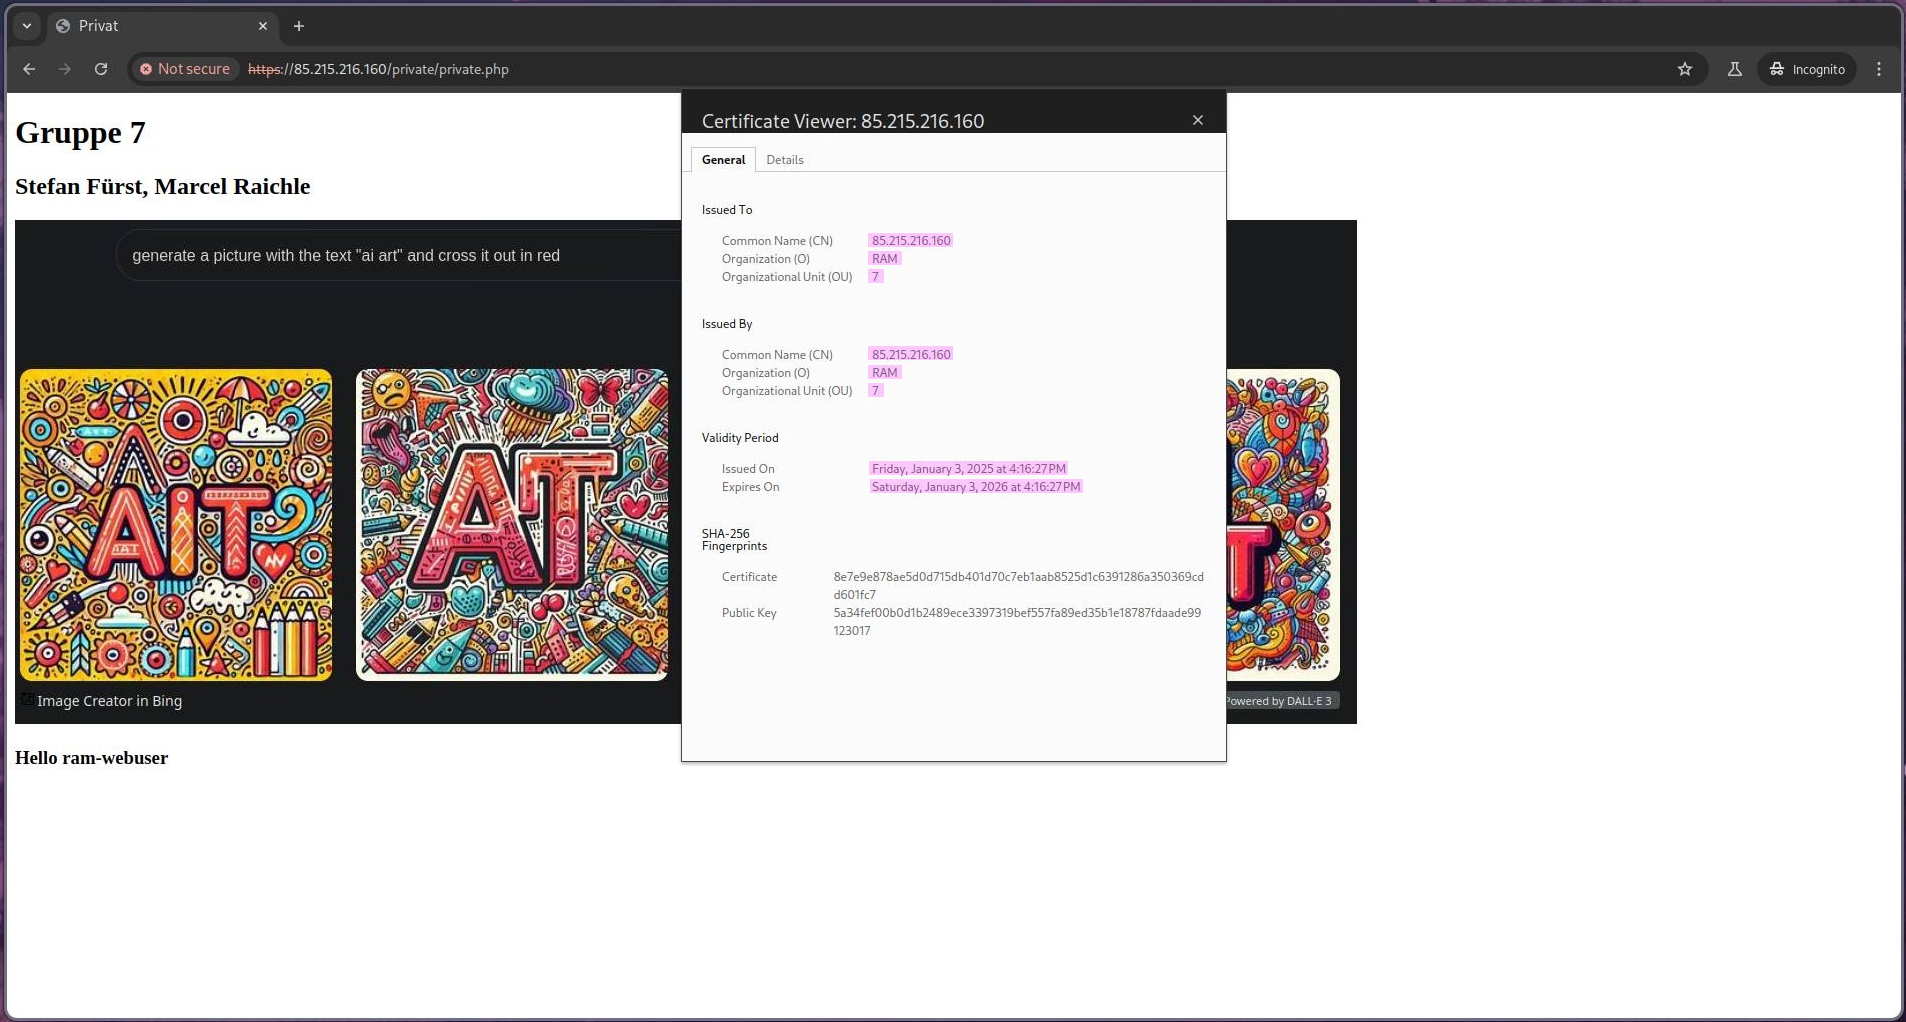 Privat
Not secure
https://85.215.216.160/private/private.php
Incognito
Gruppe 7
Stefan Fürst, Marcel Raichle
generate a picture with the text "ai art" and cross it out in red
AIT
AAT
AT
T
Image Creator in Bing
Powered by DALL·E 3
Hello ram-webuser
Certificate Viewer: 85.215.216.160
General
Details
Issued To
Common Name (CN) 85.215.216.160
Organization (O) RAM
Organizational Unit (OU) 7
Issued By
Common Name (CN) 85.215.216.160
Organization (O) RAM
Organizational Unit (OU) 7
Validity Period
Issued On Friday, January 3, 2025 at 4:16:27 PM
Expires On Saturday, January 3, 2026 at 4:16:27 PM
SHA-256
Fingerprints
Certificate 8e7e9e878ae5d0d715db401d70c7eb1aab8525d1c6391286a350369cd
d601fc7
Public Key 5a34fef00b0d1b2489ece3397319bef557fa89ed35b1e18787fdaade99
123017